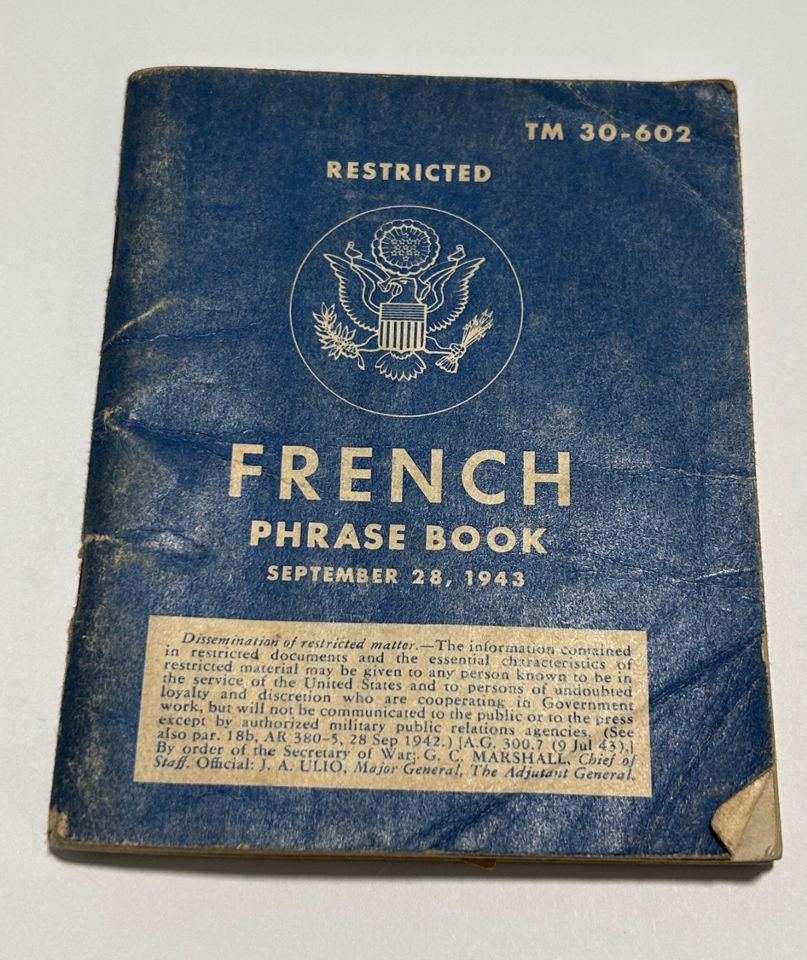 TM 30-602
RESTRICTED
FRENCH
PHRASE BOOK
SEPTEMBER 28, 1943
Dissemination of restricted matter.—The information contained
in restricted documents and the essential characteristics of
restricted material may be given to any person known to be in
the service of the United States and to persons of undoubted
loyalty and discretion who are cooperating in Government
work, but will not be communicated to the public or to the press
except by authorized military public relations agencies. (See
also par. 18b, AR 380-5, 28 Sep 1942.) [A.G. 300.7 (9 Jul 43).]
By order of the Secretary of War: G. C. MARSHALL, Chief of
Staff. Official: J. A. ULIO, Major General, The Adjutant General.